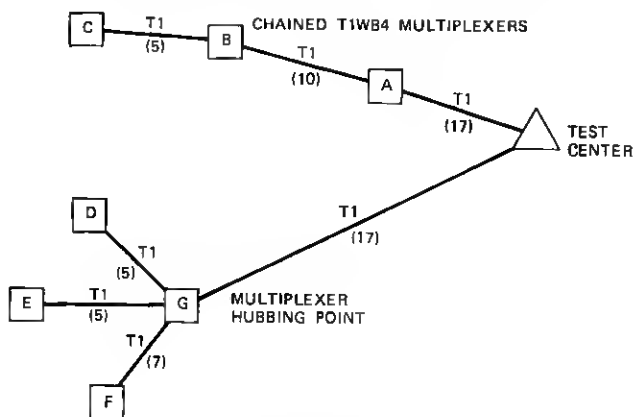 C
T1
(5)
B
CHAINED T1WB4 MULTIPLEXERS
T1
(10)
A
T1
(17)
TEST
CENTER
D
T1
(5)
T1
(17)
E
T1
(5)
G
MULTIPLEXER
HUBBING POINT
T1
(7)
F